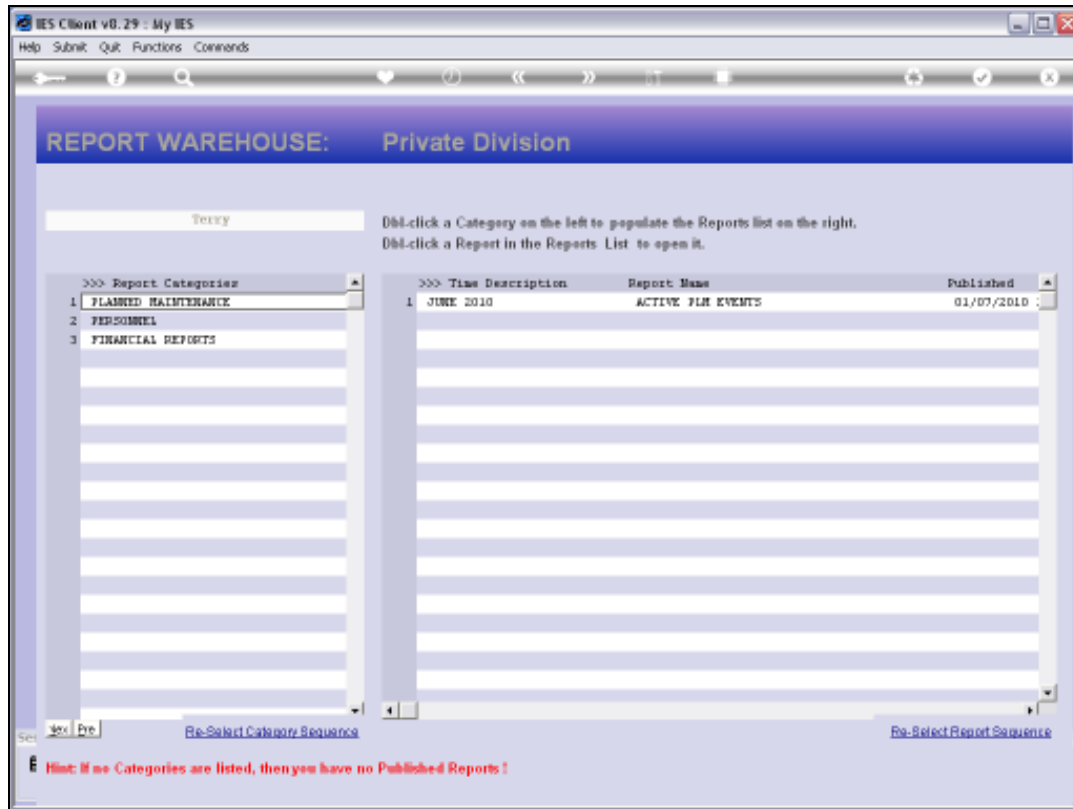 IES Client v8.29 : My IES
Help Submit Quit Functions Commands
REPORT WAREHOUSE: Private Division
Terry
Dbl-click a Category on the left to populate the Reports list on the right.
Dbl-click a Report in the Reports List to open it.
>>> Report Categories
1 PLANNED MAINTENANCE
2 PERSONNEL
3 FINANCIAL REPORTS
>>> Time Description Report Name Published
1 JUNE 2010 ACTIVE PLM EVENTS 01/07/2010
Nex Pre
Re-Select Category Sequence
Re-Select Report Sequence
Hint: If no Categories are listed, then you have no Published Reports !